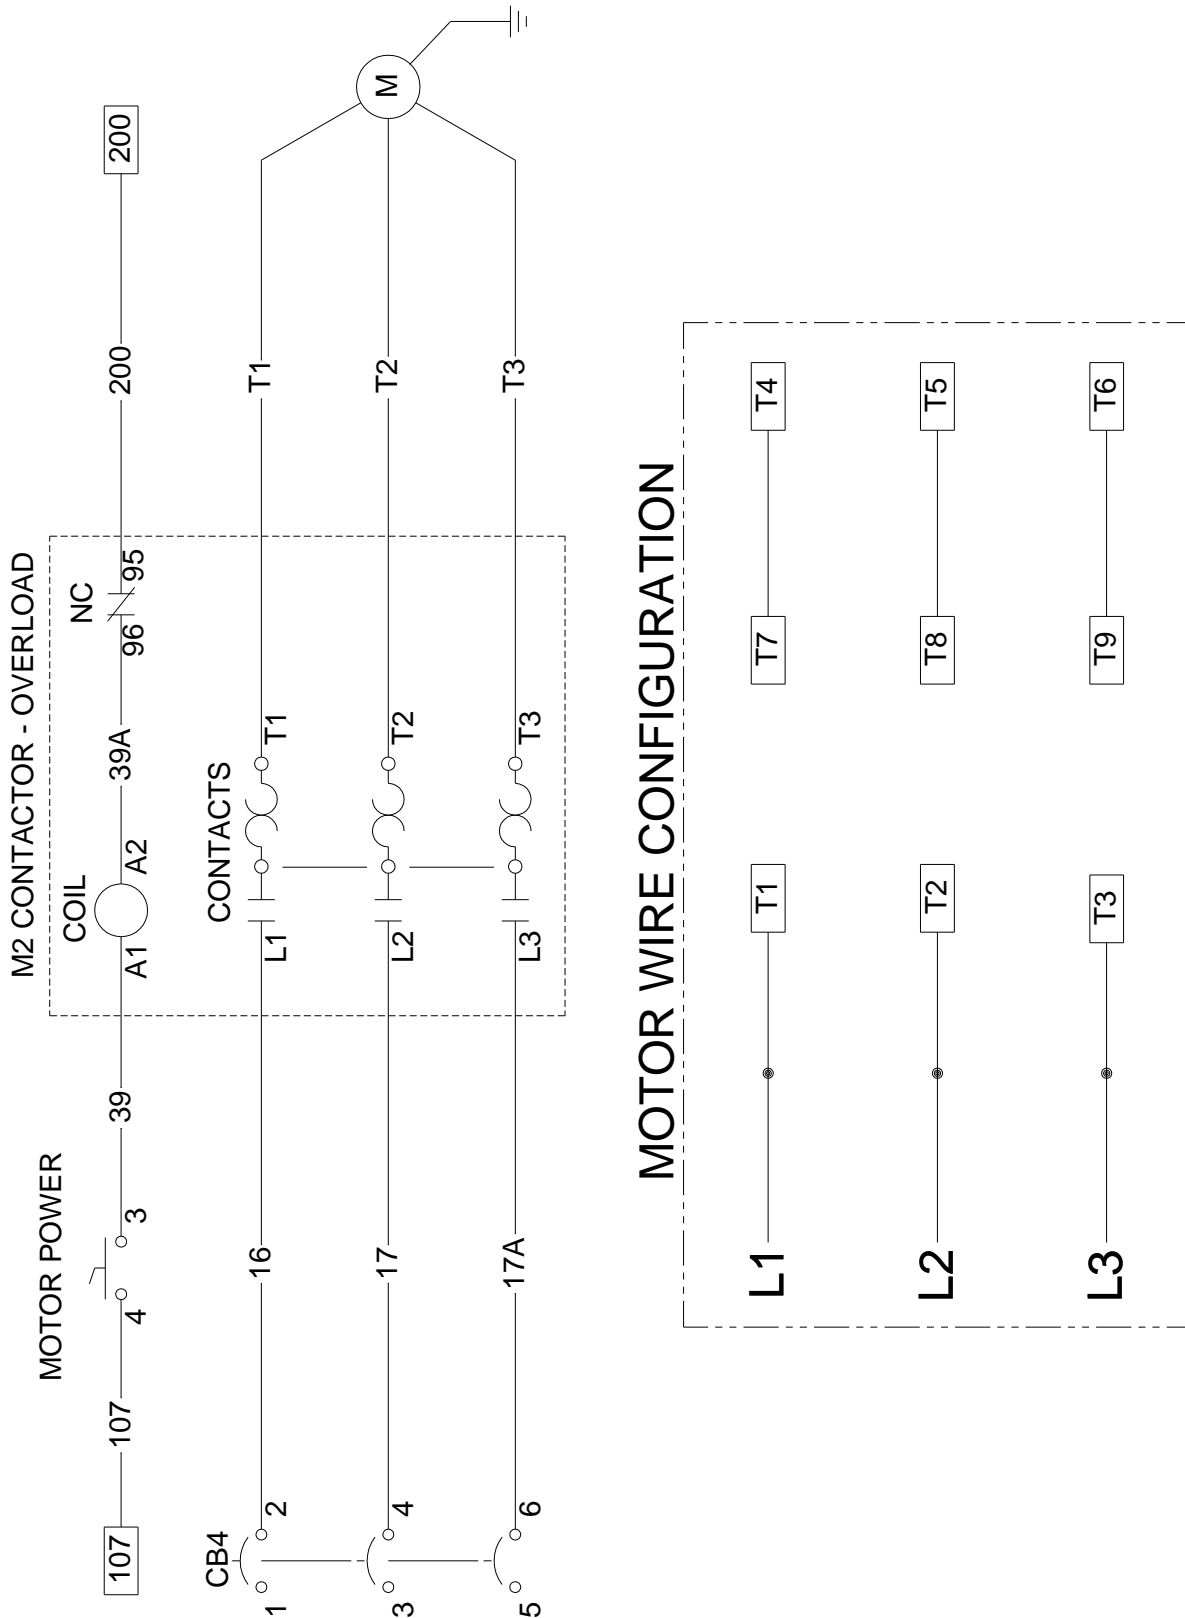 M2 CONTACTOR - OVERLOAD
MOTOR POWER
COIL
NC
107
107
4
3
39
A1
A2
39A
96
95
200
200
CONTACTS
CB4
1
2
16
L1
T1
T1
3
4
17
L2
T2
T2
M
5
6
17A
L3
T3
T3
MOTOR WIRE CONFIGURATION
L1
T1
T7
T4
L2
T2
T8
T5
L3
T3
T9
T6